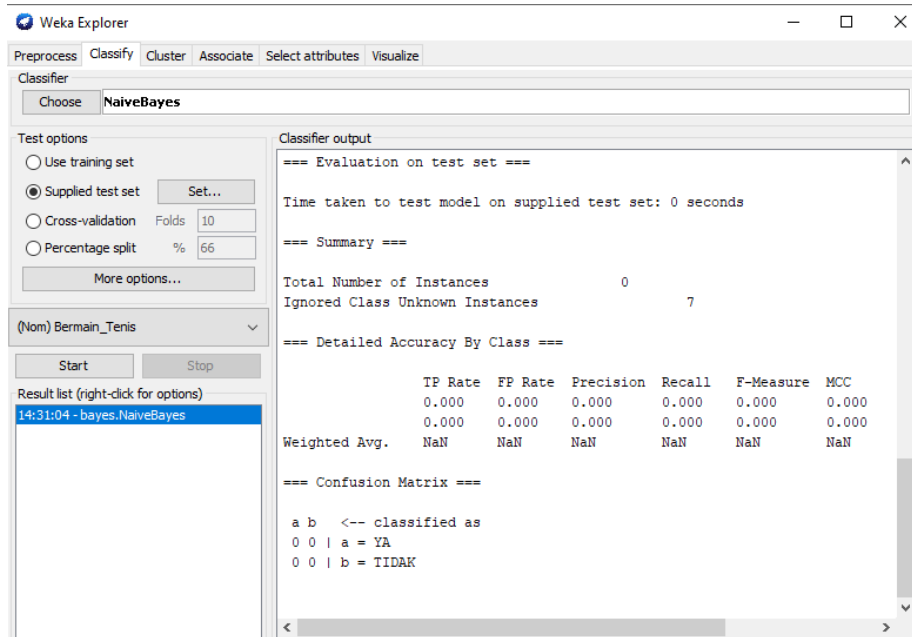 Weka Explorer
Preprocess Classify Cluster Associate Select attributes Visualize
Classifier
Choose NaiveBayes
Test options
Use training set
Supplied test set Set...
Cross-validation Folds 10
Percentage split % 66
More options...
(Nom) Bermain_Tenis
Start Stop
Result list (right-click for options)
14:31:04 - bayes.NaiveBayes
Classifier output
=== Evaluation on test set ===
Time taken to test model on supplied test set: 0 seconds
=== Summary ===
Total Number of Instances 0
Ignored Class Unknown Instances 7
=== Detailed Accuracy By Class ===
TP Rate FP Rate Precision Recall F-Measure MCC
0.000 0.000 0.000 0.000 0.000 0.000
0.000 0.000 0.000 0.000 0.000 0.000
Weighted Avg. NaN NaN NaN NaN NaN NaN
=== Confusion Matrix ===
a b <-- classified as
0 0 | a = YA
0 0 | b = TIDAK